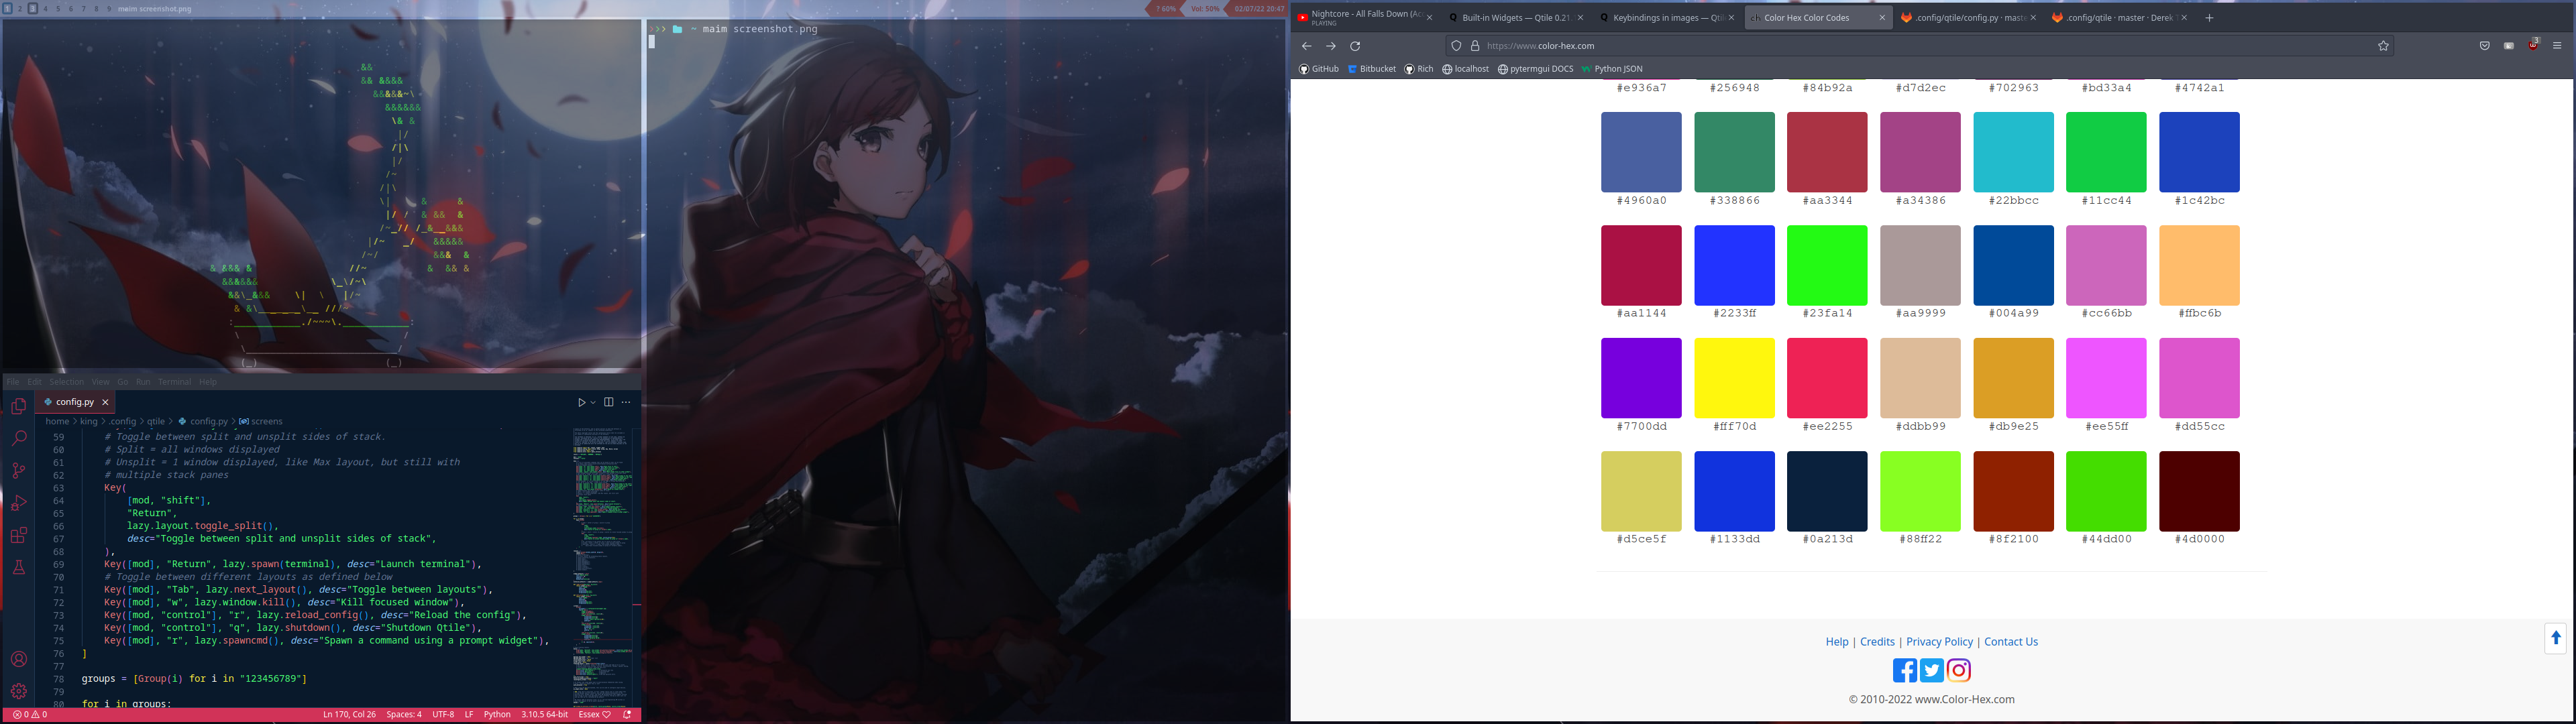 1 2 3 4 5 6 7 8 9 maim screenshot.png
? 60% Vol: 50% 02/07/22 20:47
~ maim screenshot.png
File Edit Selection View Go Run Terminal Help
config.py
home > king > .config > qtile > config.py > screens
59 # Toggle between split and unsplit sides of stack.
60 # Split = all windows displayed
61 # Unsplit = 1 window displayed, like Max layout, but still with
62 # multiple stack panes
63 Key(
64 [mod, "shift"],
65 "Return",
66 lazy.layout.toggle_split(),
67 desc="Toggle between split and unsplit sides of stack",
68 ),
69 Key([mod], "Return", lazy.spawn(terminal), desc="Launch terminal"),
70 # Toggle between different layouts as defined below
71 Key([mod], "Tab", lazy.next_layout(), desc="Toggle between layouts"),
72 Key([mod], "w", lazy.window.kill(), desc="Kill focused window"),
73 Key([mod, "control"], "r", lazy.reload_config(), desc="Reload the config"),
74 Key([mod, "control"], "q", lazy.shutdown(), desc="Shutdown Qtile"),
75 Key([mod], "r", lazy.spawncmd(), desc="Spawn a command using a prompt widget"),
76 ]
77
78 groups = [Group(i) for i in "123456789"]
79
80 for i in groups:
0 0 Ln 170, Col 26 Spaces: 4 UTF-8 LF Python 3.10.5 64-bit Essex
Nightcore - All Falls Down (Ac
PLAYING
Built-in Widgets — Qtile 0.21.
Keybindings in images — Qtil
Color Hex Color Codes
.config/qtile/config.py · maste
.config/qtile · master · Derek
https://www.color-hex.com
3
GitHub Bitbucket Rich localhost pytermgui DOCS Python JSON
#e936a7 #256948 #84b92a #d7d2ec #702963 #bd33a4 #4742a1
#4960a0 #338866 #aa3344 #a34386 #22bbcc #11cc44 #1c42bc
#aa1144 #2233ff #23fa14 #aa9999 #004a99 #cc66bb #ffbc6b
#7700dd #fff70d #ee2255 #ddbb99 #db9e25 #ee55ff #dd55cc
#d5ce5f #1133dd #0a213d #88ff22 #8f2100 #44dd00 #4d0000
Help | Credits | Privacy Policy | Contact Us
© 2010-2022 www.Color-Hex.com